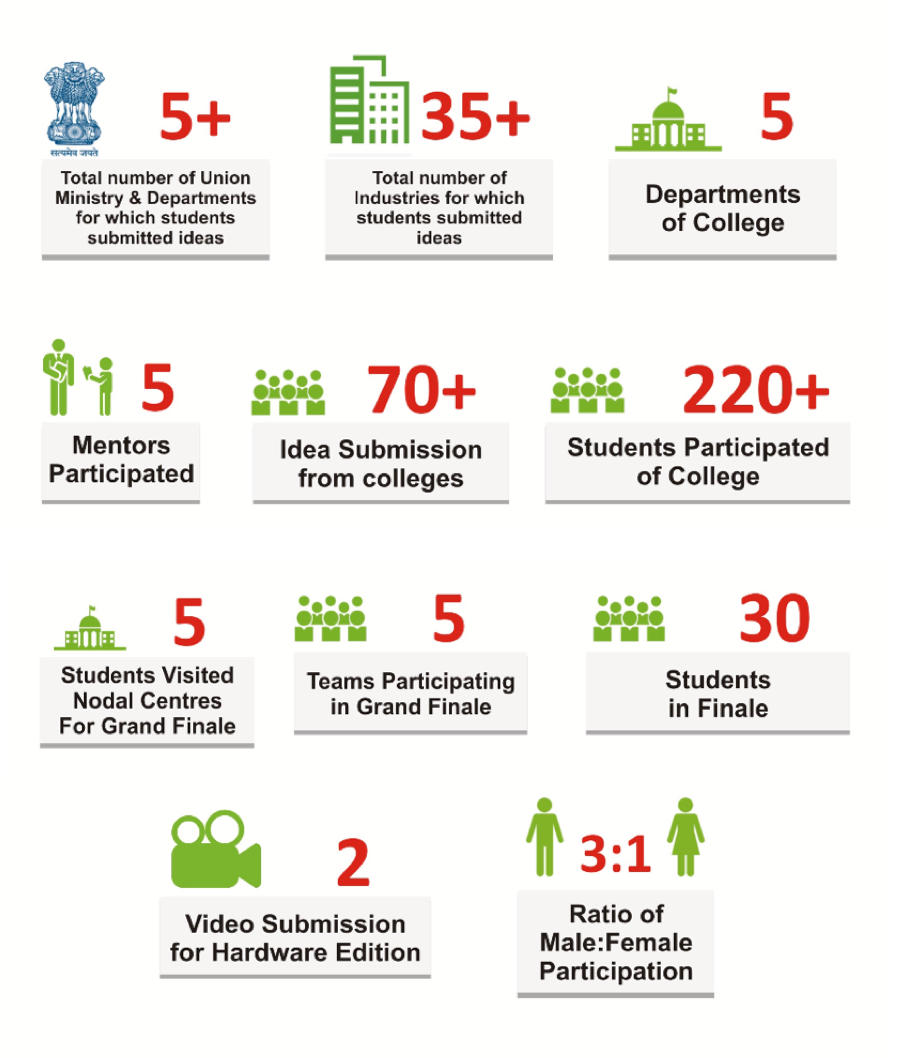 सत्यमेव जयते
5+
Total number of Union
Ministry & Departments
for which students
submitted ideas
35+
Total number of
Industries for which
students submitted
ideas
5
Departments
of College
5
Mentors
Participated
70+
Idea Submission
from colleges
220+
Students Participated
of College
5
Students Visited
Nodal Centres
For Grand Finale
5
Teams Participating
in Grand Finale
30
Students
in Finale
2
Video Submission
for Hardware Edition
3:1
Ratio of
Male:Female
Participation